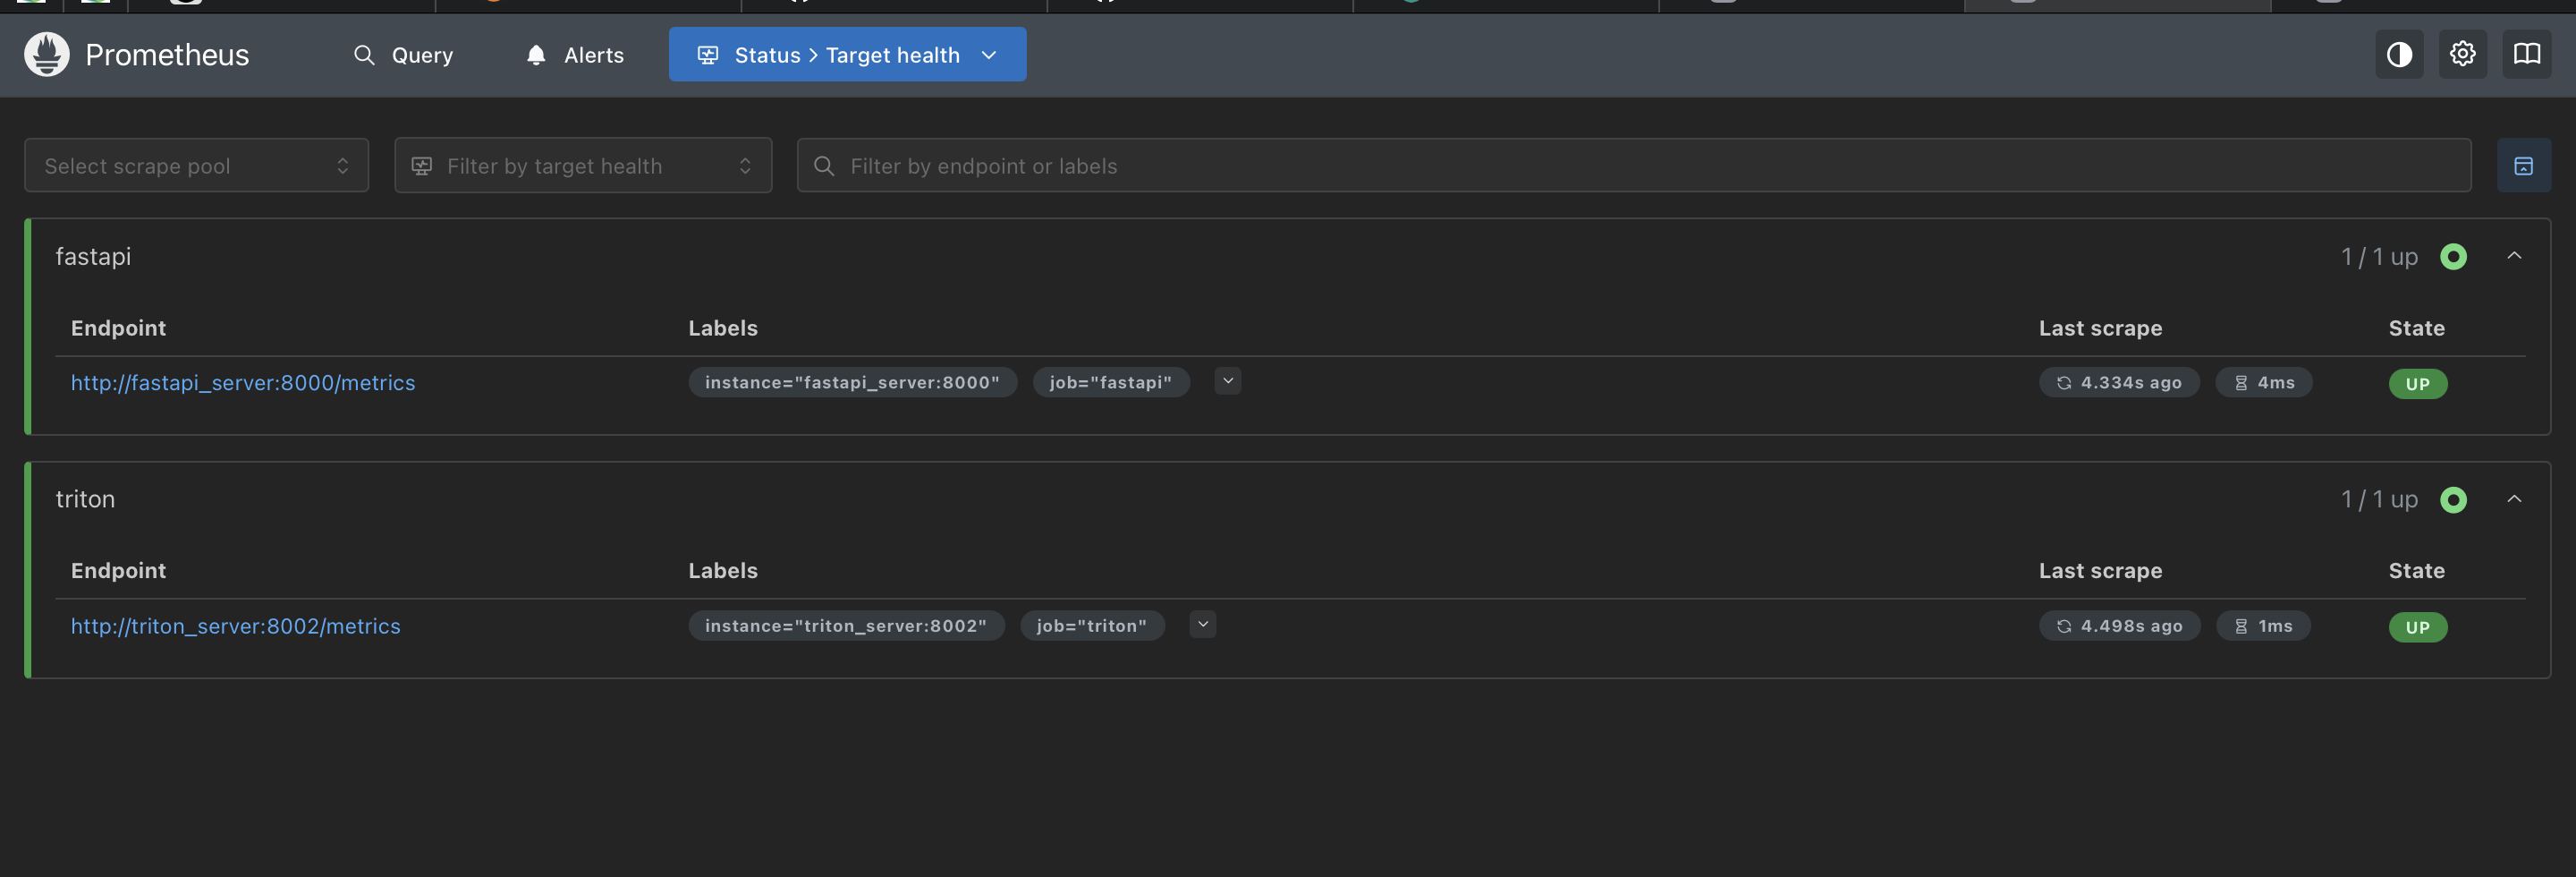 Prometheus Query Alerts Status > Target health
Select scrape pool Filter by target health Filter by endpoint or labels
fastapi 1 / 1 up
Endpoint Labels Last scrape State
http://fastapi_server:8000/metrics instance="fastapi_server:8000" job="fastapi" 4.334s ago 4ms UP
triton 1 / 1 up
Endpoint Labels Last scrape State
http://triton_server:8002/metrics instance="triton_server:8002" job="triton" 4.498s ago 1ms UP